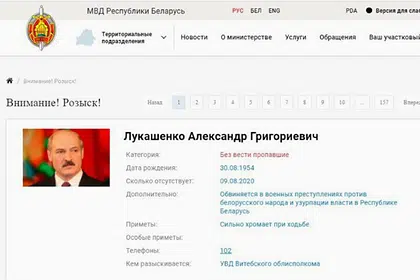 МВД Республики Беларусь
РУС БЕЛ ENG
PDA
Версия для слаб
Территориальные подразделения
Новости О министерстве Услуги Обращения Ваш участковый
Внимание! Розыск!
Внимание! Розыск!
Назад 1 2 3 4 5 6 7 8 9 10 ... 157 Вперед
Лукашенко Александр Григориевич
Категория: Без вести пропавшие
Дата рождения: 30.08.1954
Сколько отсутствует: 09.08.2020
Дополнительно: Обвиняется в военных преступлениях против
белорусского народа и узурпации власти в Республике
Беларусь
Приметы: Сильно хромает при ходьбе
Особые приметы:
Телефоны: 102
Кем разыскивается: УВД Витебского облисполкома